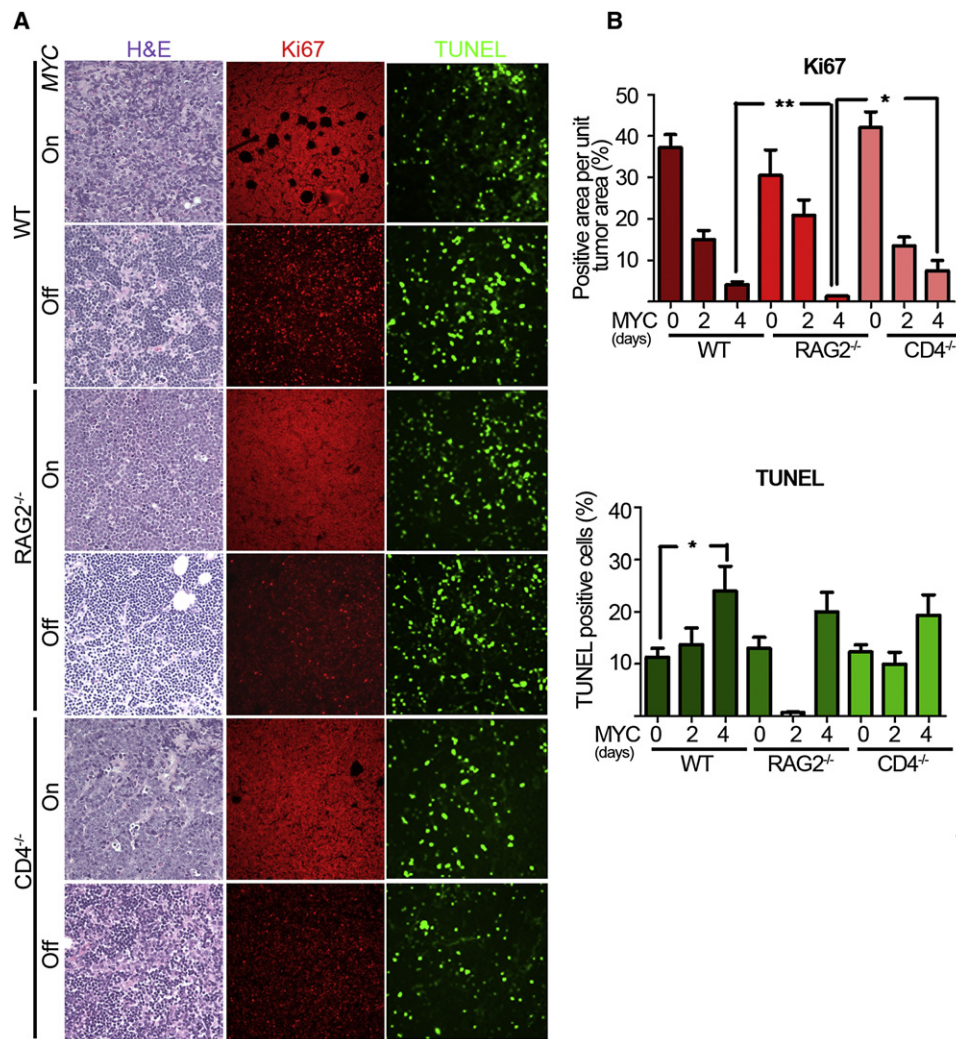 A
H&E Ki67 TUNEL
MYC
WT
On
Off
RAG2-/-
On
Off
CD4-/-
On
Off
B
Ki67
Positive area per unit
tumor area (%)
50
40
30
20
10
** *
MYC 0 2 4 0 2 4 0 2 4
(days)
WT RAG2-/- CD4-/-
TUNEL
TUNEL positive cells (%)
40
30
20
10
*
MYC 0 2 4 0 2 4 0 2 4
(days)
WT RAG2-/- CD4-/-